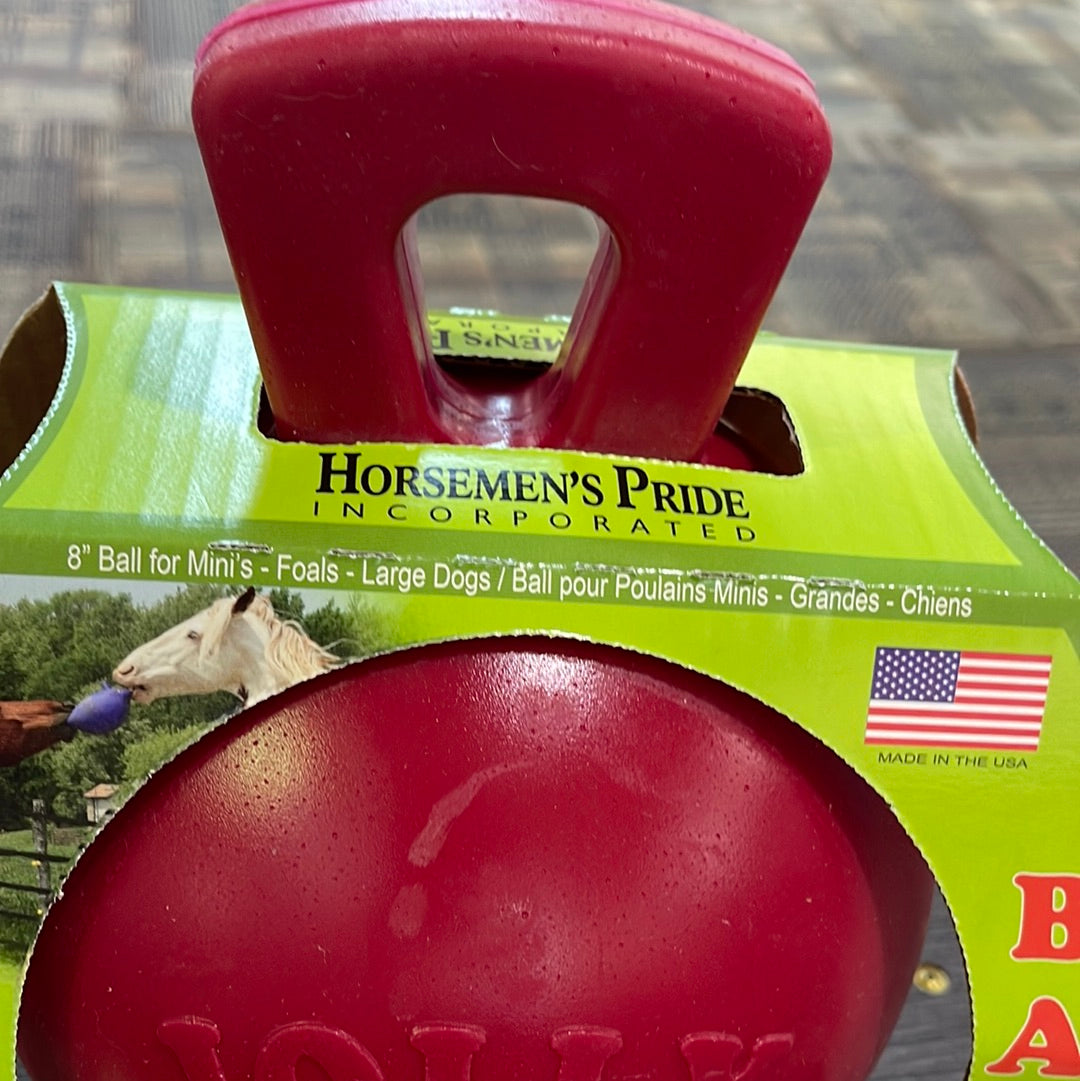 MEN'S
HORSEMEN'S PRIDE
INCORPORATED
8” Ball for Mini's - Foals - Large Dogs / Ball pour Poulains Minis - Grandes - Chiens
MADE IN THE USA
B
A